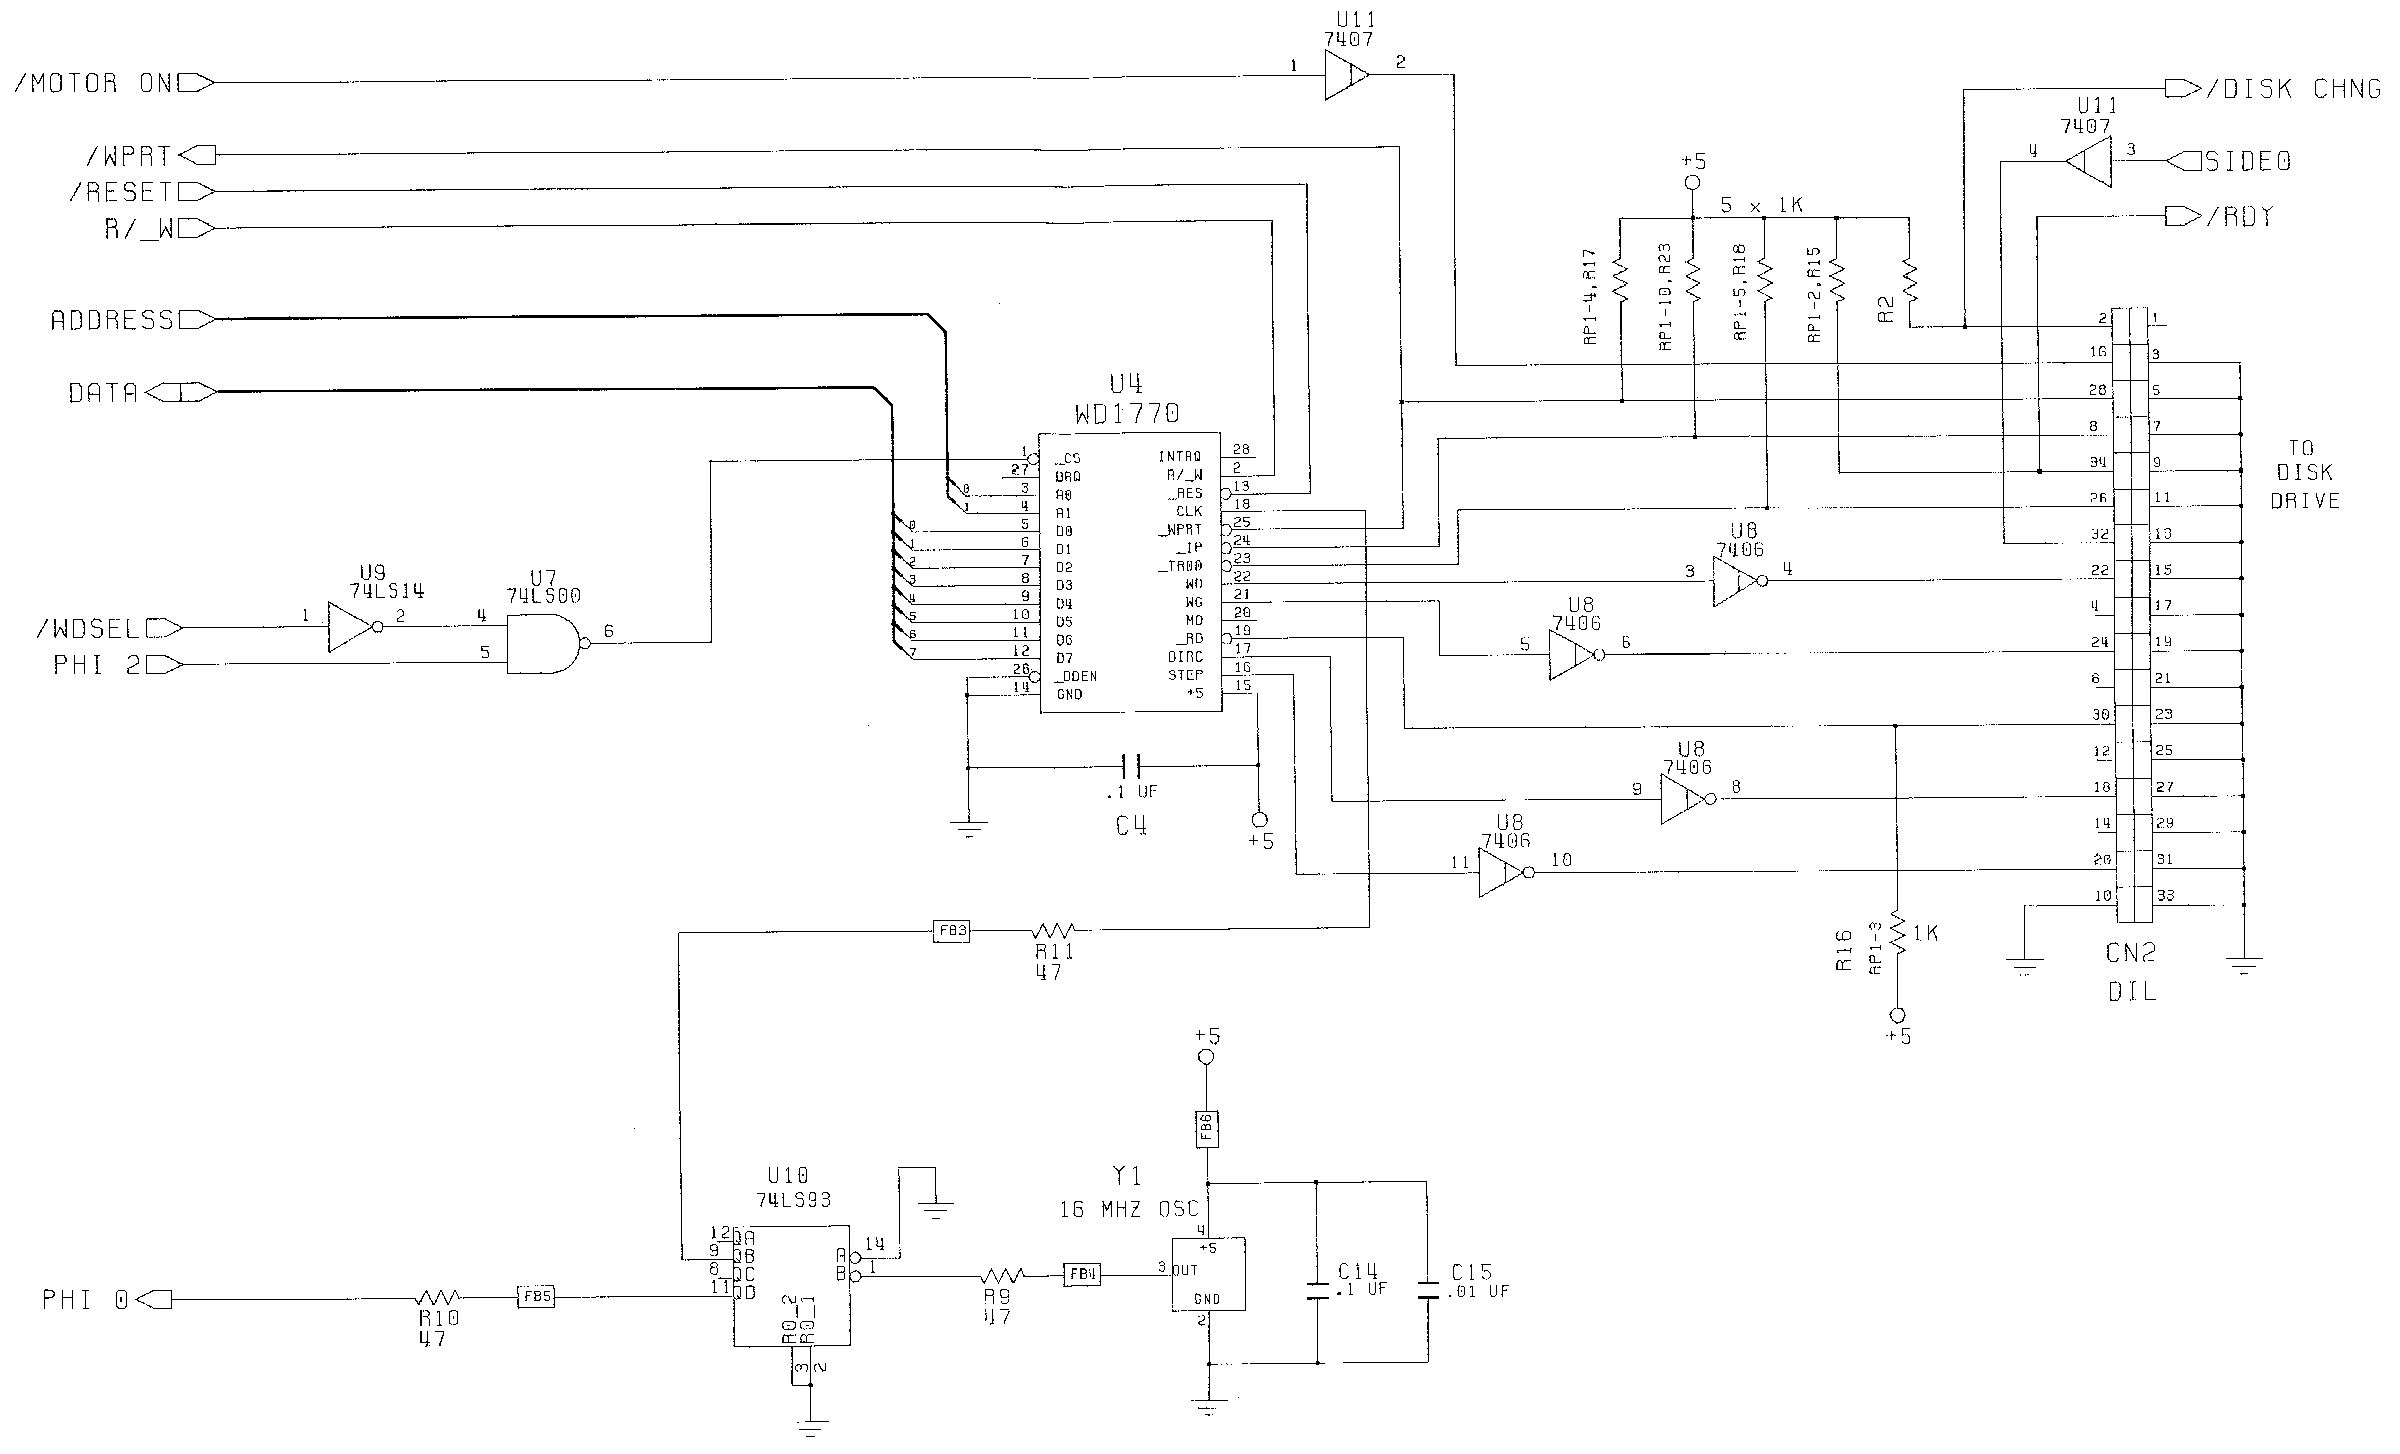 U11
7407
/MOTOR ON
1
2
/DISK CHNG
U11
7407
/WPRT
4
3
SIDE0
+5
/RESET
5 x 1K
/RDY
R/_W
RP1-4,R17
RP1-10,R23
RP1-5,R18
RP1-2,R15
R2
ADDRESS
2 1
16 3
DATA
U4
WD1770
28 5
8 7
TO
DISK
DRIVE
34 9
26 11
32 13
22 15
4 17
24 19
6 21
30 23
12 25
18 27
14 29
20 31
10 33
CN2
DIL
1 _CS
27 DRQ
0 3 A0
1 4 A1
0 5 D0
1 6 D1
2 7 D2
3 8 D3
4 9 D4
5 10 D5
6 11 D6
7 12 D7
26 _DDEN
14 GND
INTRQ 28
R/_W 2
_RES 13
CLK 18
_WPRT 25
_IP 24
_TR00 23
WD 22
WG 21
MO 20
_RD 19
DIRC 17
STEP 16
+5 15
U8
7406
3
4
U8
7406
5
6
U9
74LS14
U7
74LS00
/WDSEL
1
2
4
6
PHI 2
5
.1 UF
C4
+5
U8
7406
9
8
U8
7406
11
10
FB3
R11
47
R16
RP1-3
1K
+5
+5
FB6
U10
74LS93
Y1
16 MHZ OSC
4
+5
12 QA
9 QB
8 QC
11 QD
A 14
B 1
R0_2
R0_1
3
2
R9
47
FB4
3 OUT
GND
2
C14
.1 UF
C15
.01 UF
PHI 0
R10
47
FB5